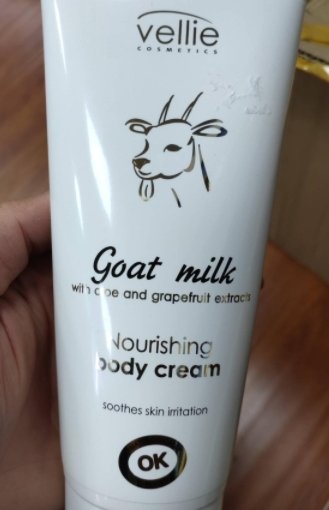 vellie
COSMETICS
Goat milk
with aloe and grapefruit extracts
Nourishing
body cream
soothes skin irritation
OK